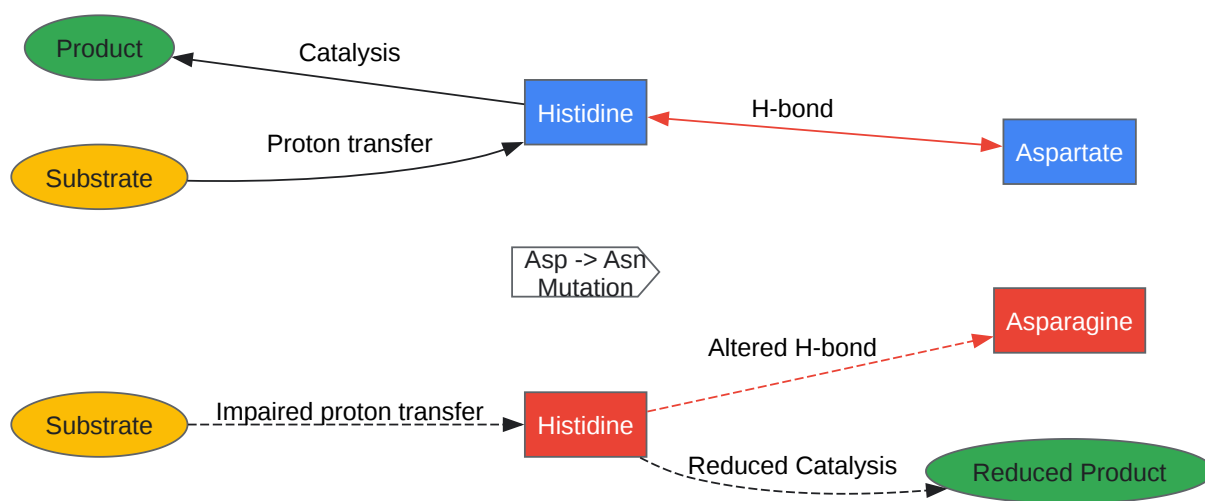 Product
Catalysis
Histidine
H-bond
Aspartate
Proton transfer
Substrate
Asp -> Asn
Mutation
Asparagine
Altered H-bond
Substrate
Impaired proton transfer
Histidine
Reduced Catalysis
Reduced Product